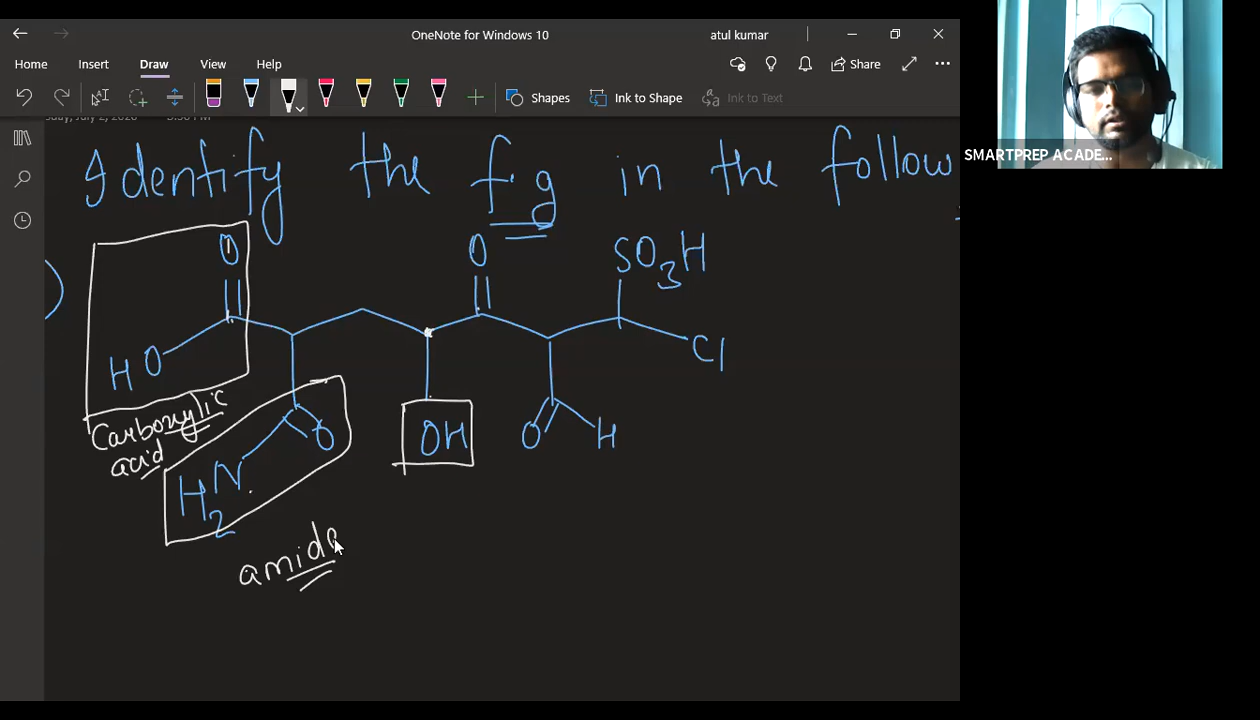 OneNote for Windows 10
atul kumar
Home Insert Draw View Help
Share
Shapes
Ink to Shape
Ink to Text
SMARTPREP ACADE...
Identify the f.g in the follow
O
O
SO3H
HO
Cl
Carboxylic
acid
O
OH
O
H
H2N
amide